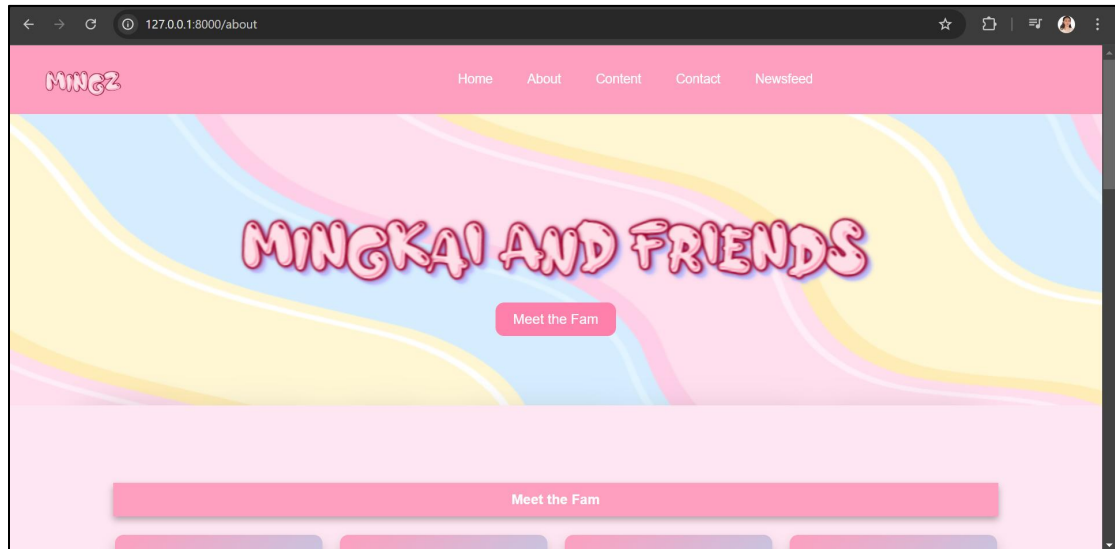 127.0.0.1:8000/about
MINGZ
Home About Content Contact Newsfeed
MINGKAI AND FRIENDS
Meet the Fam
Meet the Fam